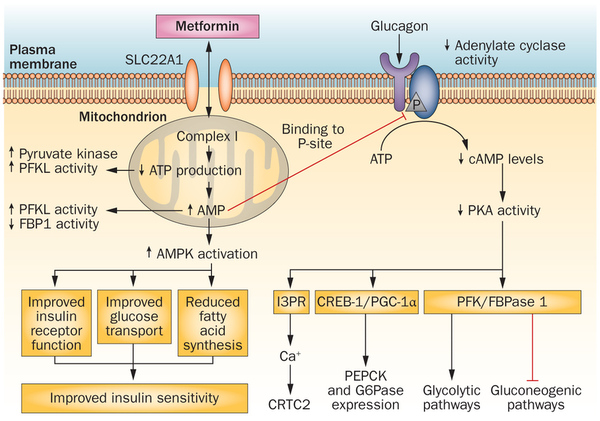 Metformin
Glucagon
Plasma
membrane
SLC22A1
↓ Adenylate cyclase
activity
P
Mitochondrion
Complex I
Binding to
P-site
↑ Pyruvate kinase
↑ PFKL activity
↓ ATP production
ATP
↓ cAMP levels
↑ PFKL activity
↓ FBP1 activity
↑ AMP
↓ PKA activity
↑ AMPK activation
Improved
insulin
receptor
function
Improved
glucose
transport
Reduced
fatty
acid
synthesis
I3PR
CREB-1/PGC-1α
PFK/FBPase 1
Ca⁺
CRTC2
PEPCK
and G6Pase
expression
Glycolytic
pathways
Gluconeogenic
pathways
Improved insulin sensitivity